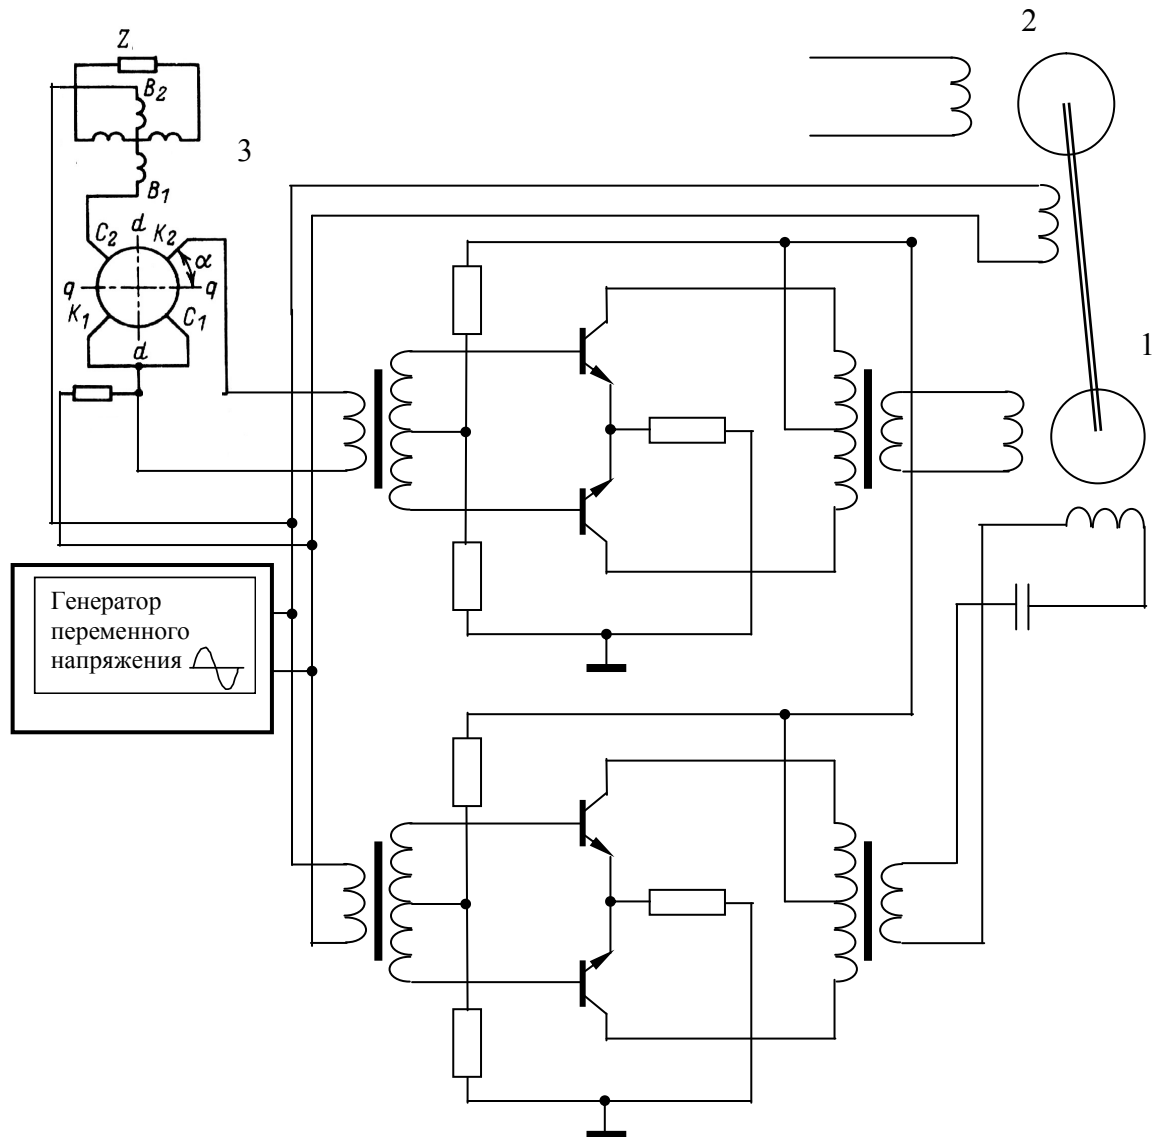 2
Z
B2
3
B1
d
C2
K2
α
q
q
K1
C1
d
1
Генератор
переменного
напряжения